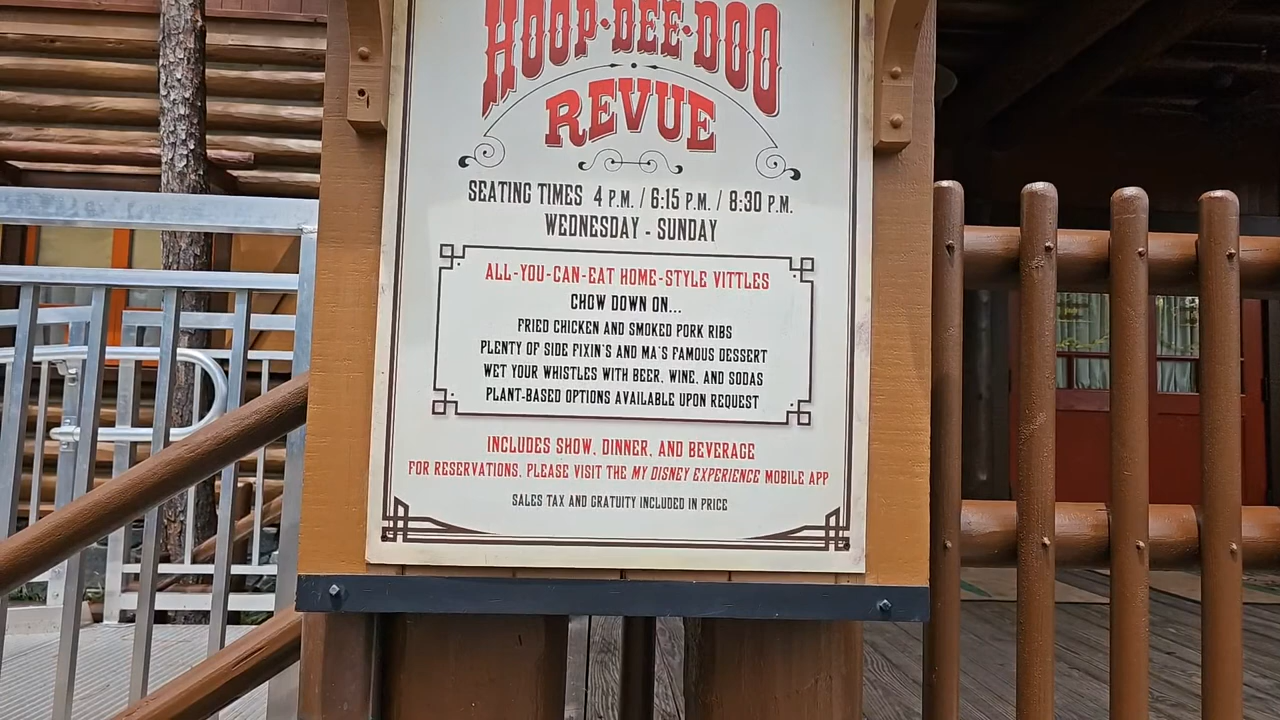 HOOP·DEE·DOO
REVUE
SEATING TIMES 4 P.M. / 6:15 P.M. / 8:30 P.M.
WEDNESDAY - SUNDAY
ALL-YOU-CAN-EAT HOME-STYLE VITTLES
CHOW DOWN ON...
FRIED CHICKEN AND SMOKED PORK RIBS
PLENTY OF SIDE FIXIN'S AND MA'S FAMOUS DESSERT
WET YOUR WHISTLES WITH BEER, WINE, AND SODAS
PLANT-BASED OPTIONS AVAILABLE UPON REQUEST
INCLUDES SHOW, DINNER, AND BEVERAGE
FOR RESERVATIONS, PLEASE VISIT THE MY DISNEY EXPERIENCE MOBILE APP
SALES TAX AND GRATUITY INCLUDED IN PRICE